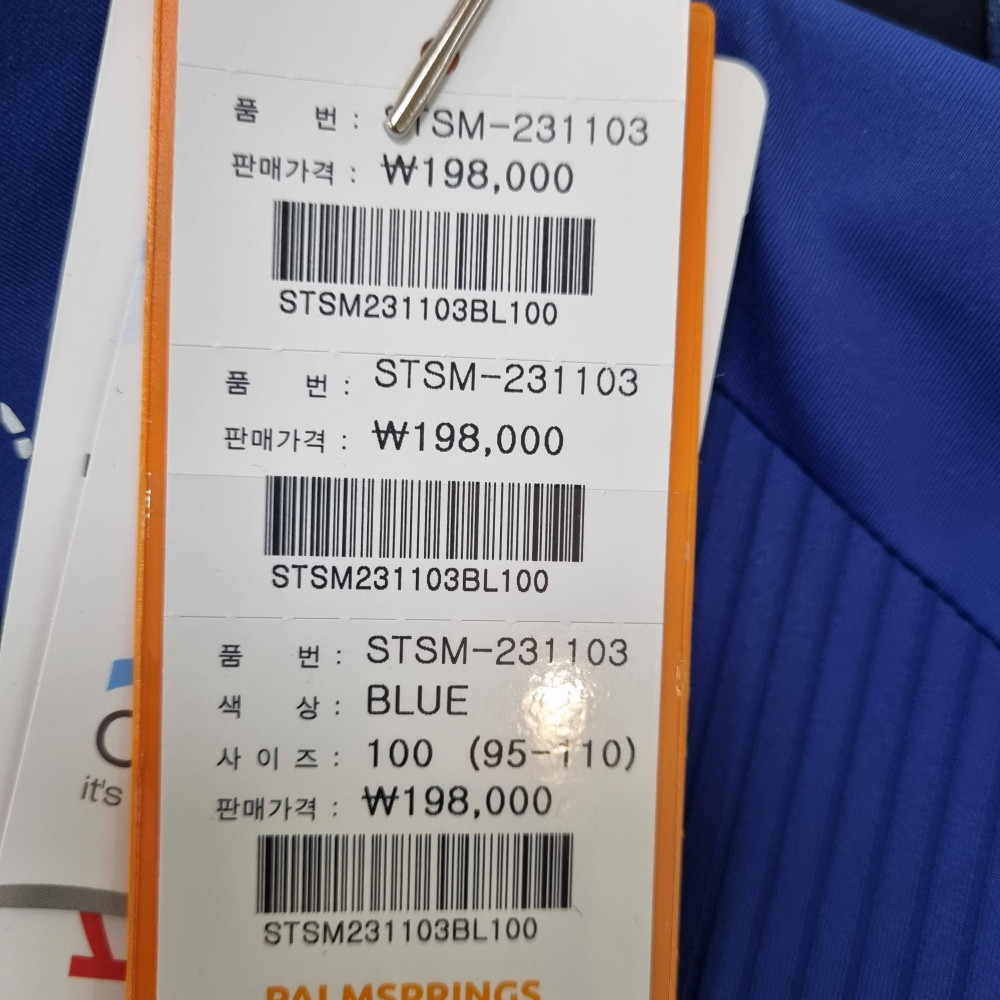 품 번 : STSM-231103
판매가격 : ₩198,000
STSM231103BL100
품 번 : STSM-231103
판매가격 : ₩198,000
STSM231103BL100
품 번 : STSM-231103
색 상 : BLUE
사 이 즈 : 100 (95-110)
판매가격 : ₩198,000
STSM231103BL100
PALMSPRINGS
it's